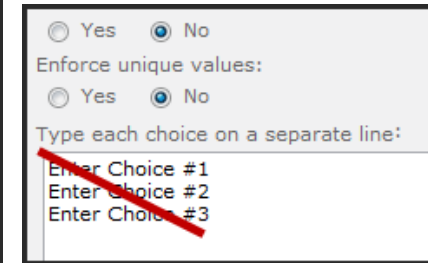 Yes No
Enforce unique values:
Yes No
Type each choice on a separate line:
Enter Choice #1
Enter Choice #2
Enter Choice #3